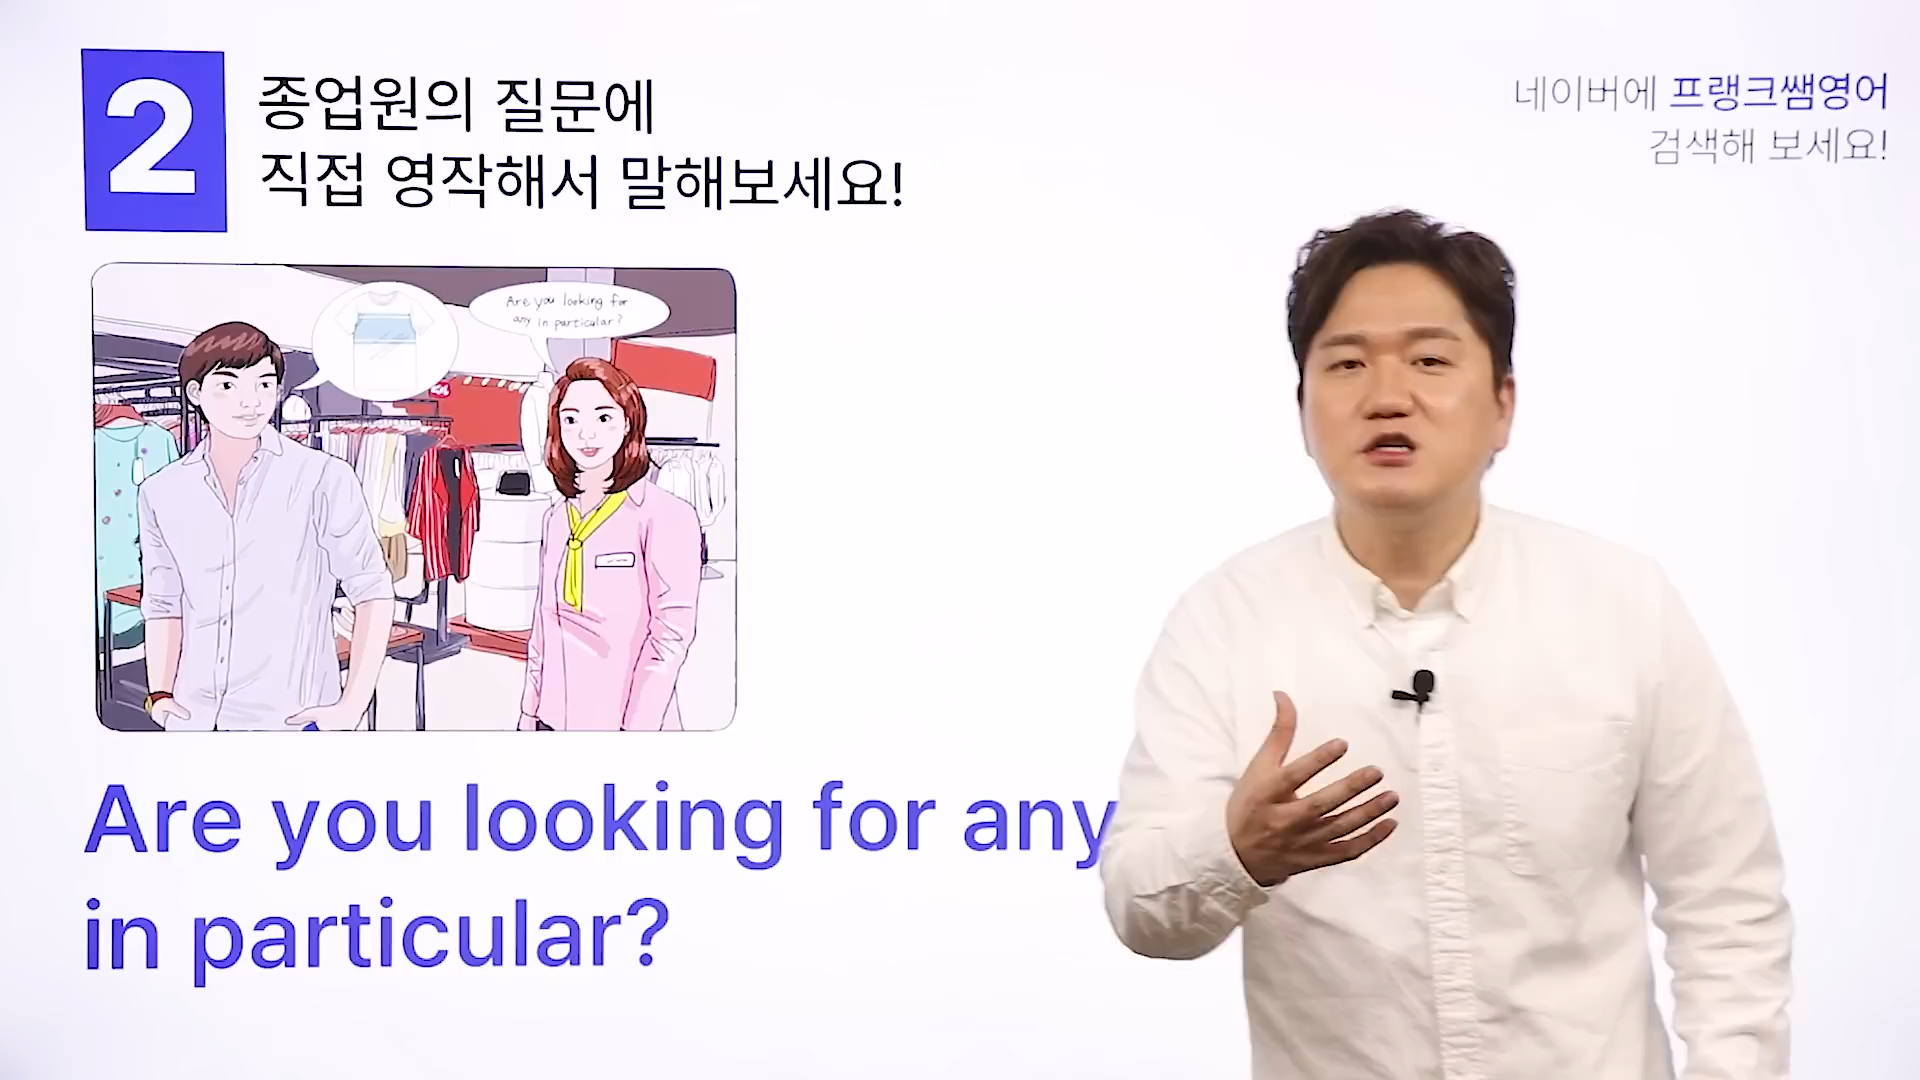 2
종업원의 질문에
직접 영작해서 말해보세요!
네이버에 프랭크쌤영어
검색해 보세요!
Are you looking for
any in particular?
Are you looking for any
in particular?